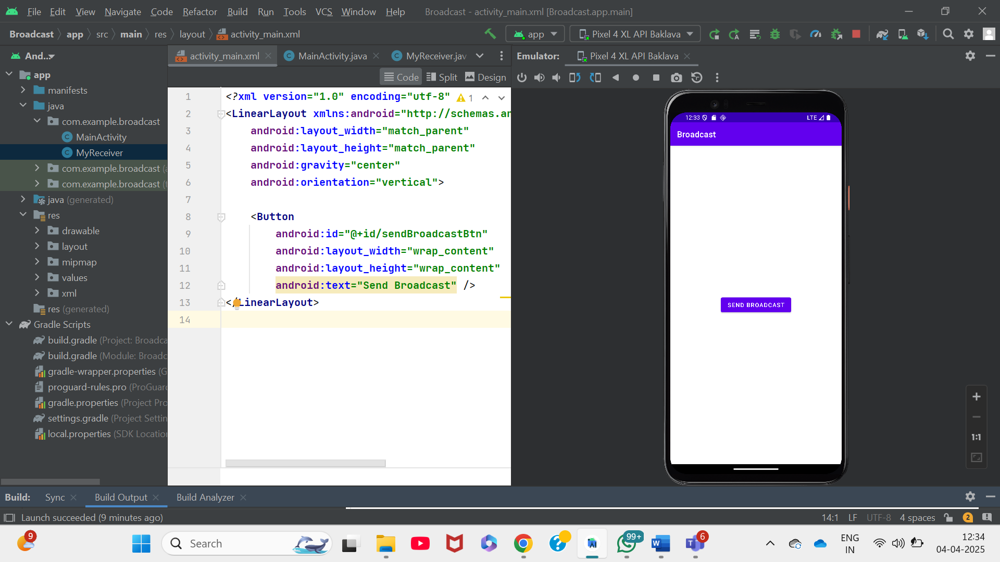 File Edit View Navigate Code Refactor Build Run Tools VCS Window Help Broadcast - activity_main.xml [Broadcast.app.main]
Broadcast app src main res layout activity_main.xml app Pixel 4 XL API Baklava
And...
activity_main.xml MainActivity.java MyReceiver.jav
Emulator: Pixel 4 XL API Baklava
Code Split Design
app
manifests
java
com.example.broadcast
MainActivity
MyReceiver
com.example.broadcast (a
com.example.broadcast (t
java (generated)
res
drawable
layout
mipmap
values
xml
res (generated)
Gradle Scripts
build.gradle (Project: Broadca
build.gradle (Module: Broadc
gradle-wrapper.properties (G
proguard-rules.pro (ProGuard
gradle.properties (Project Pro
settings.gradle (Project Settin
local.properties (SDK Location
1 <?xml version="1.0" encoding="utf-8" 1
2 <LinearLayout xmlns:android="http://schemas.an
3 android:layout_width="match_parent"
4 android:layout_height="match_parent"
5 android:gravity="center"
6 android:orientation="vertical">
7
8 <Button
9 android:id="@+id/sendBroadcastBtn"
10 android:layout_width="wrap_content"
11 android:layout_height="wrap_content"
12 android:text="Send Broadcast" />
13 </LinearLayout>
14
12:33 LTE
Broadcast
SEND BROADCAST
1:1
Build: Sync Build Output Build Analyzer
Launch succeeded (9 minutes ago) 14:1 LF UTF-8 4 spaces 2
9 Search 99+ 6 ENG IN 12:34
04-04-2025